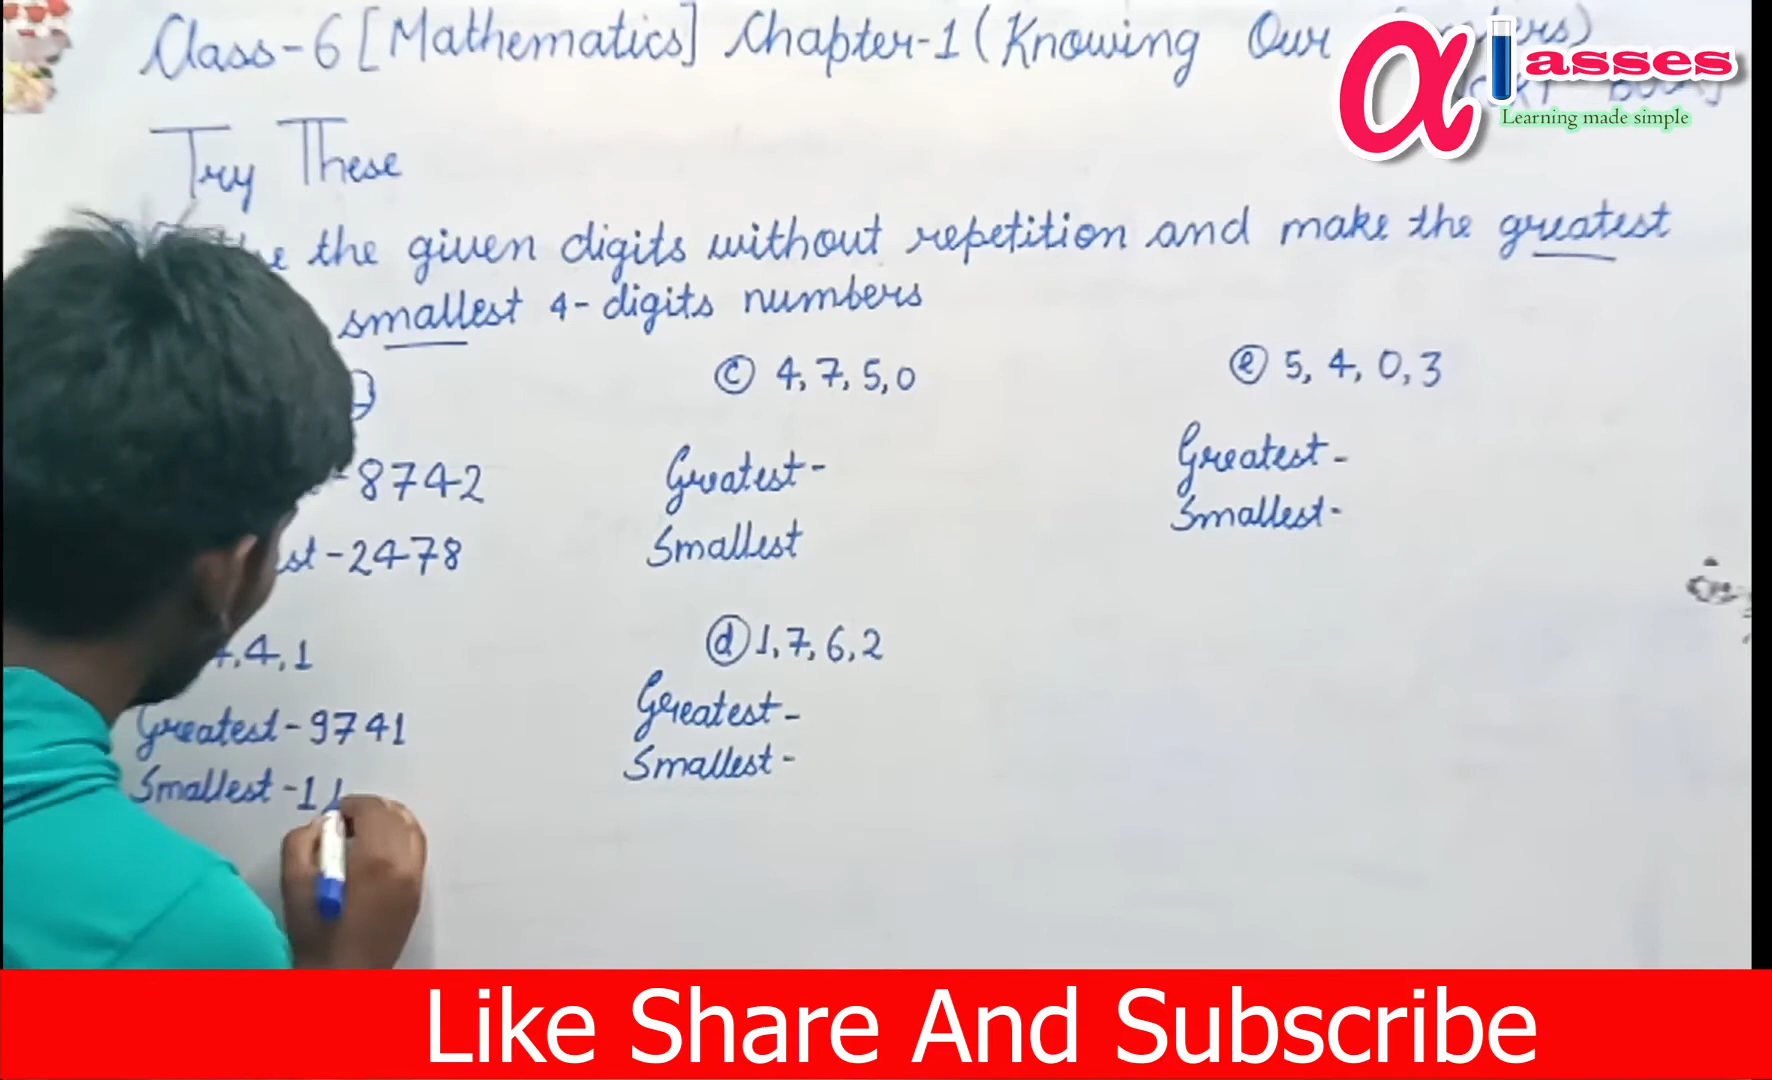 Class-6 [Mathematics] Chapter-1 (Knowing Our
αlasses
Learning made simple
Try These
the given digits without repetition and make the greatest
smallest 4-digits numbers
-8742
st-2478
4,1
Greatest-9741
Smallest-1
ⓒ 4,7,5,0
Greatest-
Smallest
ⓓ 1,7,6,2
Greatest-
Smallest-
ⓔ 5, 4, 0,3
Greatest-
Smallest-
Like Share And Subscribe